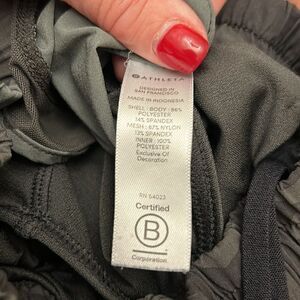 ATHLETA
DESIGNED IN
SAN FRANCISCO
MADE IN INDONESIA
SHELL : BODY : 86%
POLYESTER
14% SPANDEX
MESH : 87% NYLON
13% SPANDEX
INNER : 100%
POLYESTER
Exclusive of
Decoration
RN 54023
Certified
B
Corporation